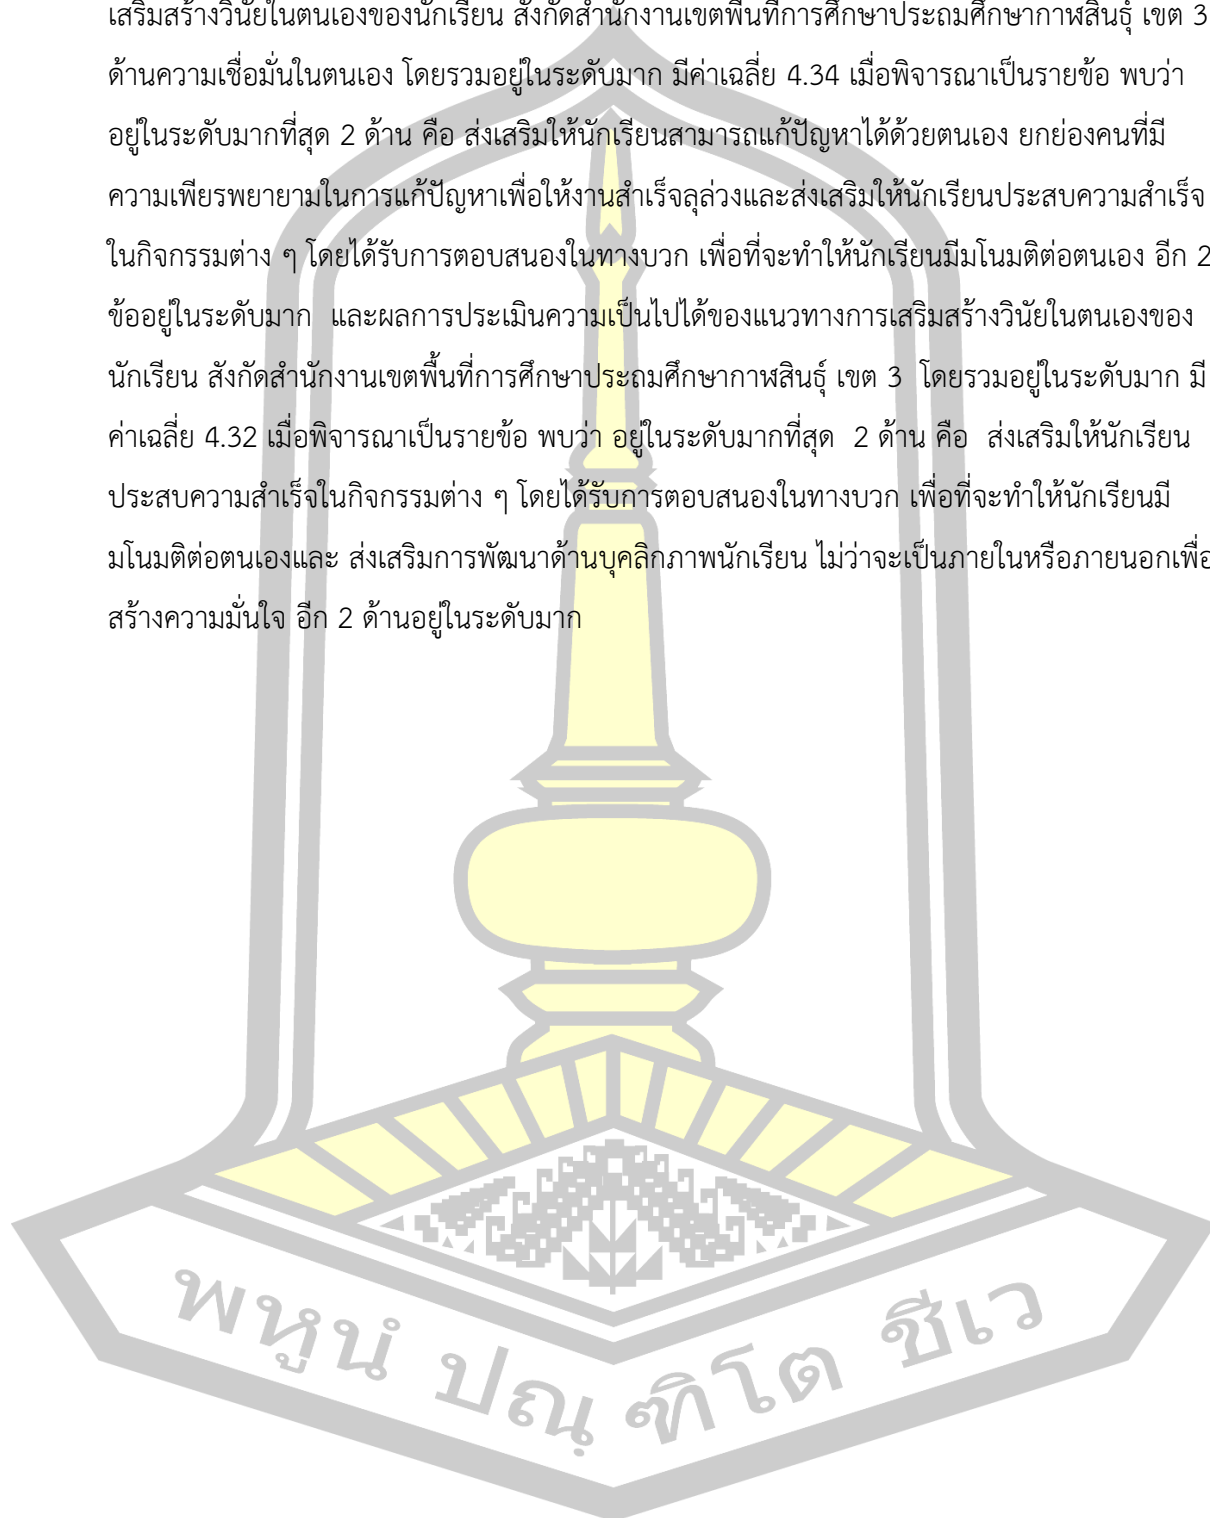 เสริมสร้างวินัยในตนเองของนักเรียน สังกัดสำนักงานเขตพื้นที่การศึกษาประถมศึกษากาฬสินธุ์ เขต 3
ด้านความเชื่อมั่นในตนเอง โดยรวมอยู่ในระดับมาก มีค่าเฉลี่ย 4.34 เมื่อพิจารณาเป็นรายข้อ พบว่า
อยู่ในระดับมากที่สุด 2 ด้าน คือ ส่งเสริมให้นักเรียนสามารถแก้ปัญหาได้ด้วยตนเอง ยกย่องคนที่มี
ความเพียรพยายามในการแก้ปัญหาเพื่อให้งานสำเร็จลุล่วงและส่งเสริมให้นักเรียนประสบความสำเร็จ
ในกิจกรรมต่าง ๆ โดยได้รับการตอบสนองในทางบวก เพื่อที่จะทำให้นักเรียนมีมโนมติต่อตนเอง อีก 2
ข้ออยู่ในระดับมาก และผลการประเมินความเป็นไปได้ของแนวทางการเสริมสร้างวินัยในตนเองของ
นักเรียน สังกัดสำนักงานเขตพื้นที่การศึกษาประถมศึกษากาฬสินธุ์ เขต 3 โดยรวมอยู่ในระดับมาก มี
ค่าเฉลี่ย 4.32 เมื่อพิจารณาเป็นรายข้อ พบว่า อยู่ในระดับมากที่สุด 2 ด้าน คือ ส่งเสริมให้นักเรียน
ประสบความสำเร็จในกิจกรรมต่าง ๆ โดยได้รับการตอบสนองในทางบวก เพื่อที่จะทำให้นักเรียนมี
มโนมติต่อตนเองและ ส่งเสริมการพัฒนาด้านบุคลิกภาพนักเรียน ไม่ว่าจะเป็นภายในหรือภายนอกเพื่อ
สร้างความมั่นใจ อีก 2 ด้านอยู่ในระดับมาก
พหูนํ ปณฺฑิโต ชีเว